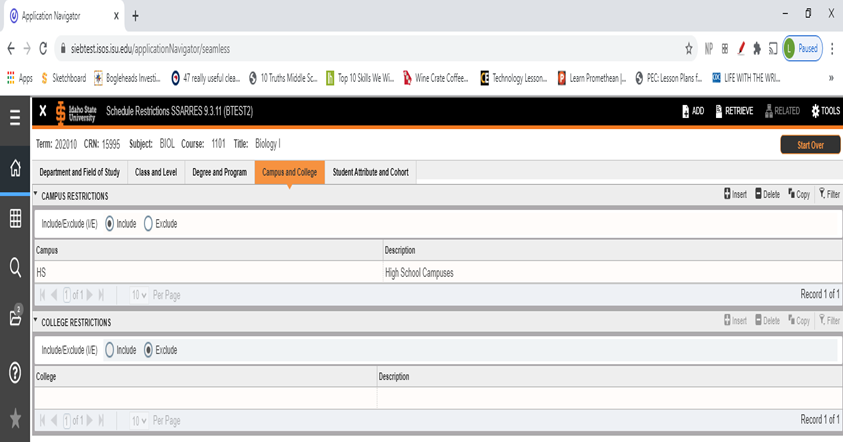 Application Navigator
siebtest.isos.isu.edu/applicationNavigator/seamless
NP
L Paused
Apps Sketchboard Bogleheads Investi... 47 really useful clea... 10 Truths Middle Sc... Top 10 Skills We Wi... Wine Crate Coffee... Technology Lesson... Learn Promethean |... PEC: Lesson Plans f... LIFE WITH THE WRI... »
X Idaho State University Schedule Restrictions SSARRES 9.3.11 (BTEST2) ADD RETRIEVE RELATED TOOLS
Term: 202010 CRN: 15995 Subject: BIOL Course: 1101 Title: Biology I Start Over
Department and Field of Study Class and Level Degree and Program Campus and College Student Attribute and Cohort
CAMPUS RESTRICTIONS Insert Delete Copy Filter
Include/Exclude (I/E) Include Exclude
Campus Description
HS High School Campuses
1 of 1 10 Per Page Record 1 of 1
2
COLLEGE RESTRICTIONS Insert Delete Copy Filter
Include/Exclude (I/E) Include Exclude
College Description
1 of 1 10 Per Page Record 1 of 1